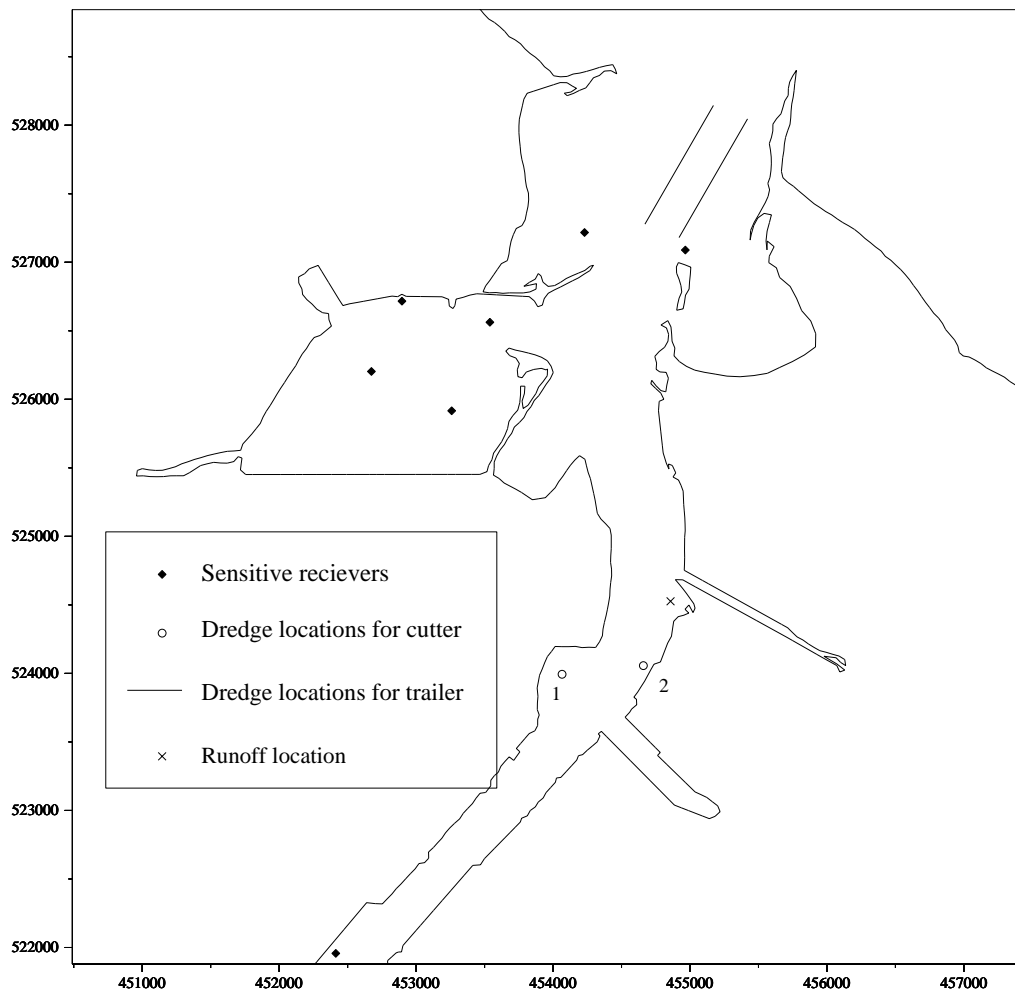 528000
527000
526000
525000
Sensitive recievers
Dredge locations for cutter
Dredge locations for trailer
Runoff location
524000
1
2
523000
522000
451000 452000 453000 454000 455000 456000 457000